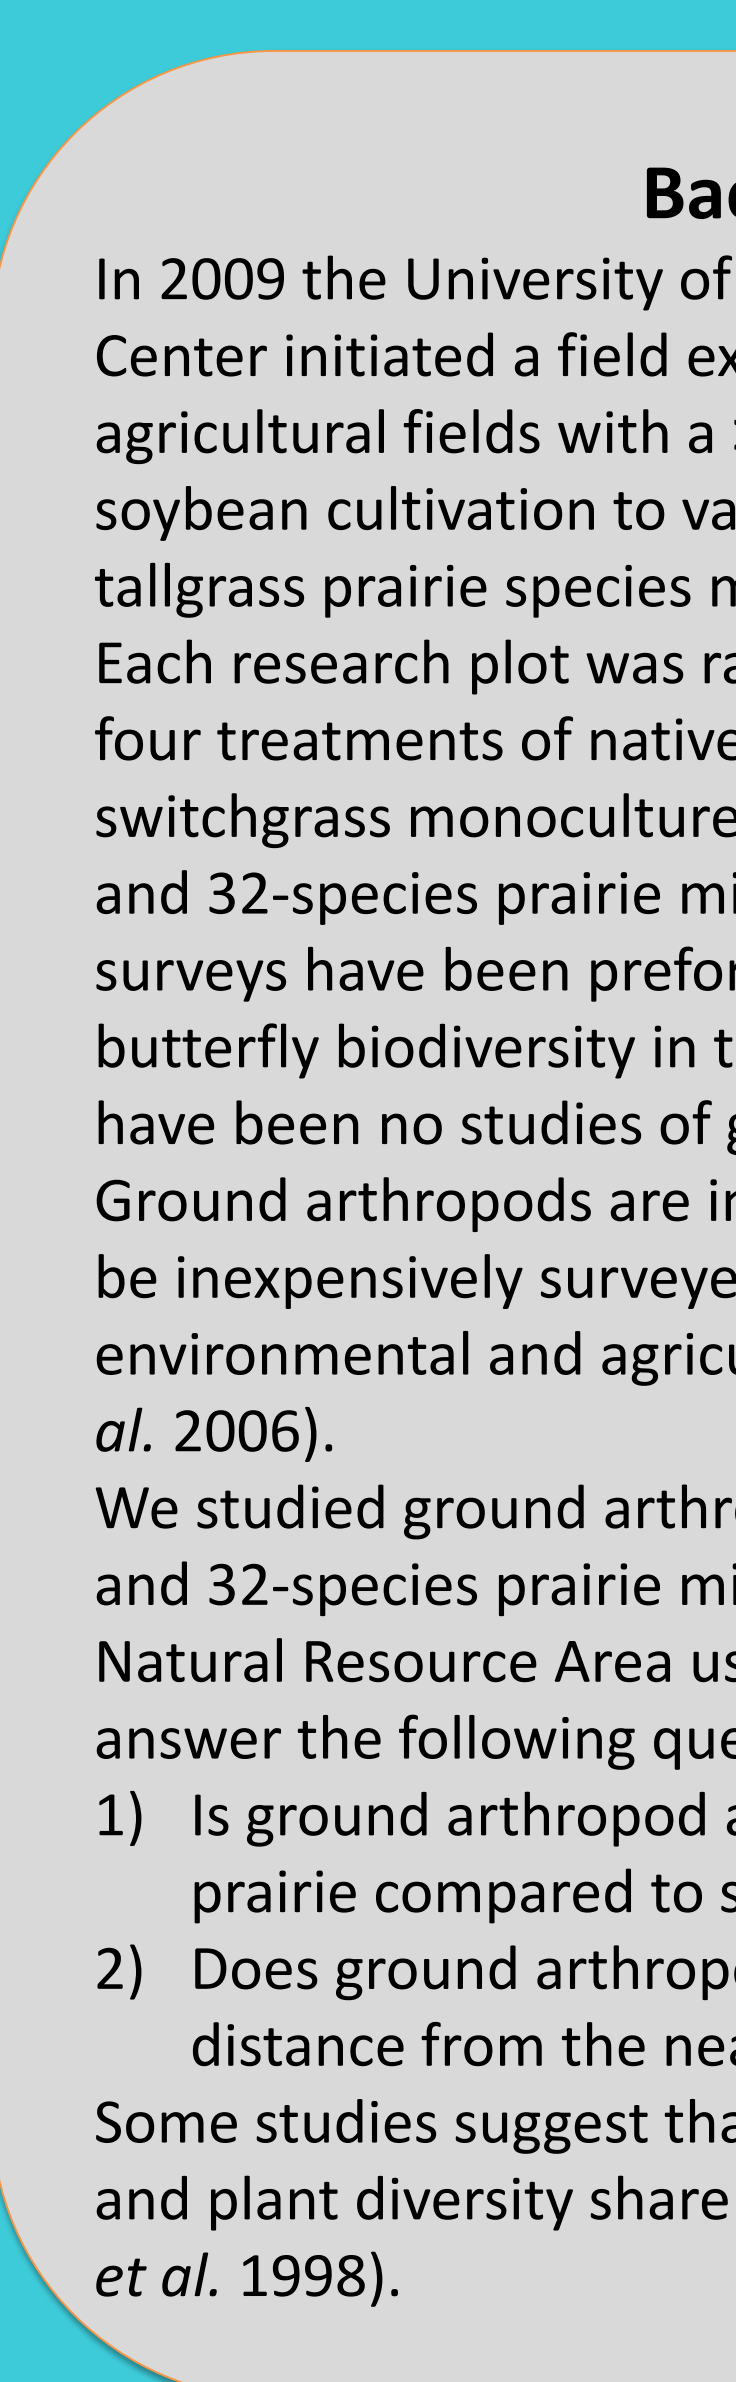 Bac
In 2009 the University of
Center initiated a field ex
agricultural fields with a
soybean cultivation to va
tallgrass prairie species m
Each research plot was ra
four treatments of native
switchgrass monoculture
and 32-species prairie mi
surveys have been prefor
butterfly biodiversity in t
have been no studies of g
Ground arthropods are in
be inexpensively surveye
environmental and agricu
al. 2006).
We studied ground arthro
and 32-species prairie mi
Natural Resource Area us
answer the following que
1) Is ground arthropod a
prairie compared to s
2) Does ground arthropo
distance from the nea
Some studies suggest tha
and plant diversity share
et al. 1998).